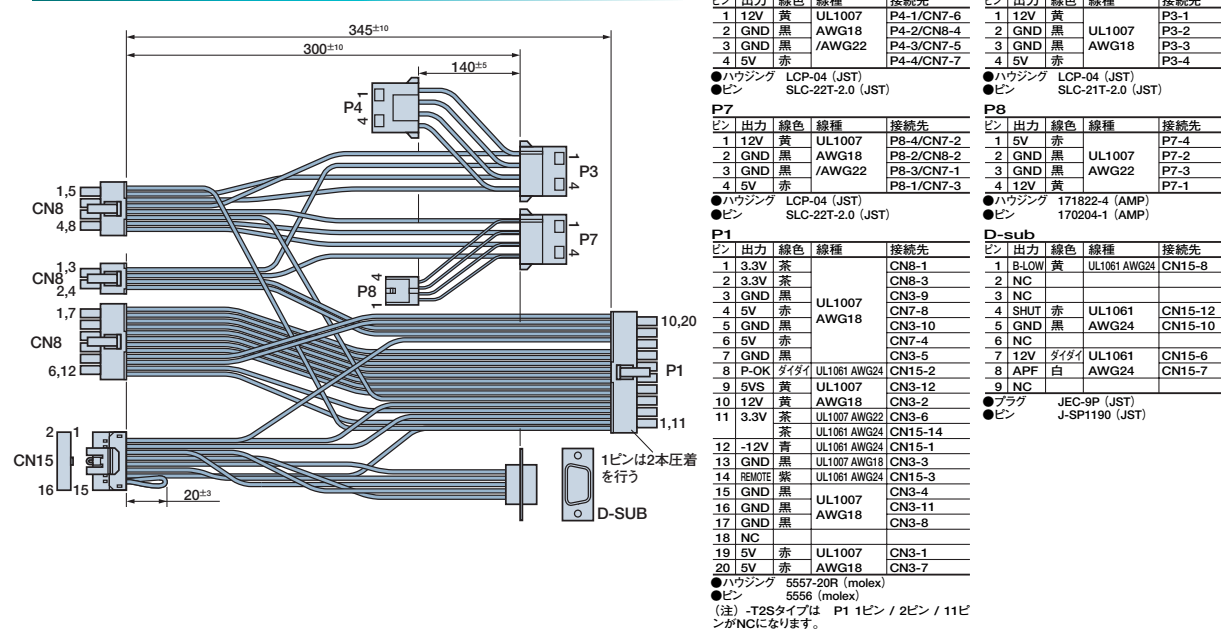 345±10
300±10
140±5
P4
1
4
1
P3
4
1,5
CN8
4,8
1
P7
4
1,3
CN8
2,4
4
P8
1
1,7
CN8
6,12
10,20
P1
1,11
2 1
CN15
16 15
20±3
1ピンは2本圧着
を行う
D-SUB
ピン 出力 線色 線種 接続先
1 12V 黄 UL1007 P4-1/CN7-6
2 GND 黒 AWG18 P4-2/CN8-4
3 GND 黒 /AWG22 P4-3/CN7-5
4 5V 赤 P4-4/CN7-7
●ハウジング LCP-04（JST）
●ピン SLC-22T-2.0（JST）
ピン 出力 線色 線種 接続先
1 12V 黄 P3-1
2 GND 黒 UL1007 P3-2
3 GND 黒 AWG18 P3-3
4 5V 赤 P3-4
●ハウジング LCP-04（JST）
●ピン SLC-21T-2.0（JST）
P7
ピン 出力 線色 線種 接続先
1 12V 黄 UL1007 P8-4/CN7-2
2 GND 黒 AWG18 P8-2/CN8-2
3 GND 黒 /AWG22 P8-3/CN7-1
4 5V 赤 P8-1/CN7-3
●ハウジング LCP-04（JST）
●ピン SLC-22T-2.0（JST）
P8
ピン 出力 線色 線種 接続先
1 5V 赤 P7-4
2 GND 黒 UL1007 P7-2
3 GND 黒 AWG22 P7-3
4 12V 黄 P7-1
●ハウジング 171822-4（AMP）
●ピン 170204-1（AMP）
P1
ピン 出力 線色 線種 接続先
1 3.3V 茶 CN8-1
2 3.3V 茶 CN8-3
3 GND 黒 UL1007 CN3-9
4 5V 赤 AWG18 CN7-8
5 GND 黒 CN3-10
6 5V 赤 CN7-4
7 GND 黒 CN3-5
8 P-OK ダイダイ UL1061 AWG24 CN15-2
9 5VS 黄 UL1007 CN3-12
10 12V 黄 AWG18 CN3-2
11 3.3V 茶 UL1007 AWG22 CN3-6
茶 UL1061 AWG24 CN15-14
12 -12V 青 UL1061 AWG24 CN15-1
13 GND 黒 UL1007 AWG18 CN3-3
14 REMOTE 紫 UL1061 AWG24 CN15-3
15 GND 黒 UL1007 CN3-4
16 GND 黒 AWG18 CN3-11
17 GND 黒 CN3-8
18 NC
19 5V 赤 UL1007 CN3-1
20 5V 赤 AWG18 CN3-7
●ハウジング 5557-20R（molex）
●ピン 5556（molex）
（注）-T2Sタイプは P1 1ピン / 2ピン / 11ピ
ンがNCになります。
D-sub
ピン 出力 線色 線種 接続先
1 B-LOW 黄 UL1061 AWG24 CN15-8
2 NC
3 NC
4 SHUT 赤 UL1061 CN15-12
5 GND 黒 AWG24 CN15-10
6 NC
7 12V ダイダイ UL1061 CN15-6
8 APF 白 AWG24 CN15-7
9 NC
●プラグ JEC-9P（JST）
●ピン J-SP1190（JST）